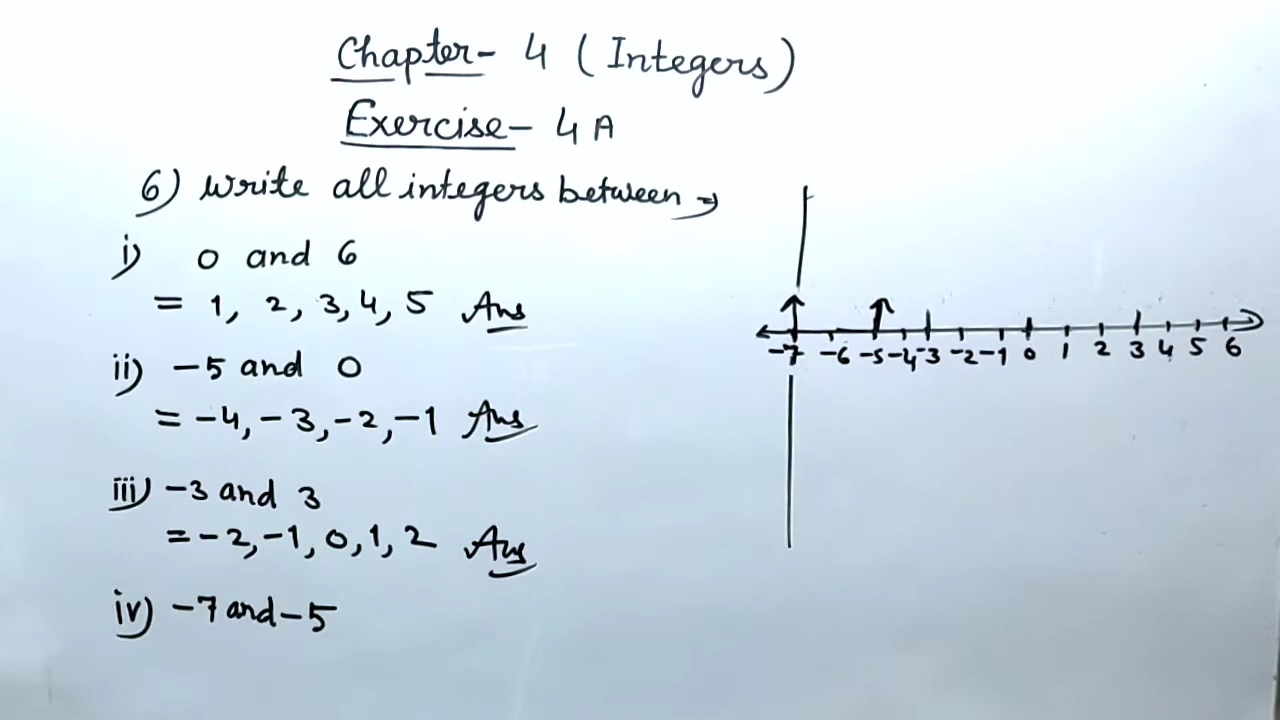 Chapter- 4 (Integers)
Exercise- 4A
6) Write all integers between →
i) 0 and 6
= 1, 2, 3, 4, 5 Ans
ii) -5 and 0
= -4, -3, -2, -1 Ans
iii) -3 and 3
= -2, -1, 0, 1, 2 Ans
iv) -7 and -5
-7 -6 -5 -4 -3 -2 -1 0 1 2 3 4 5 6